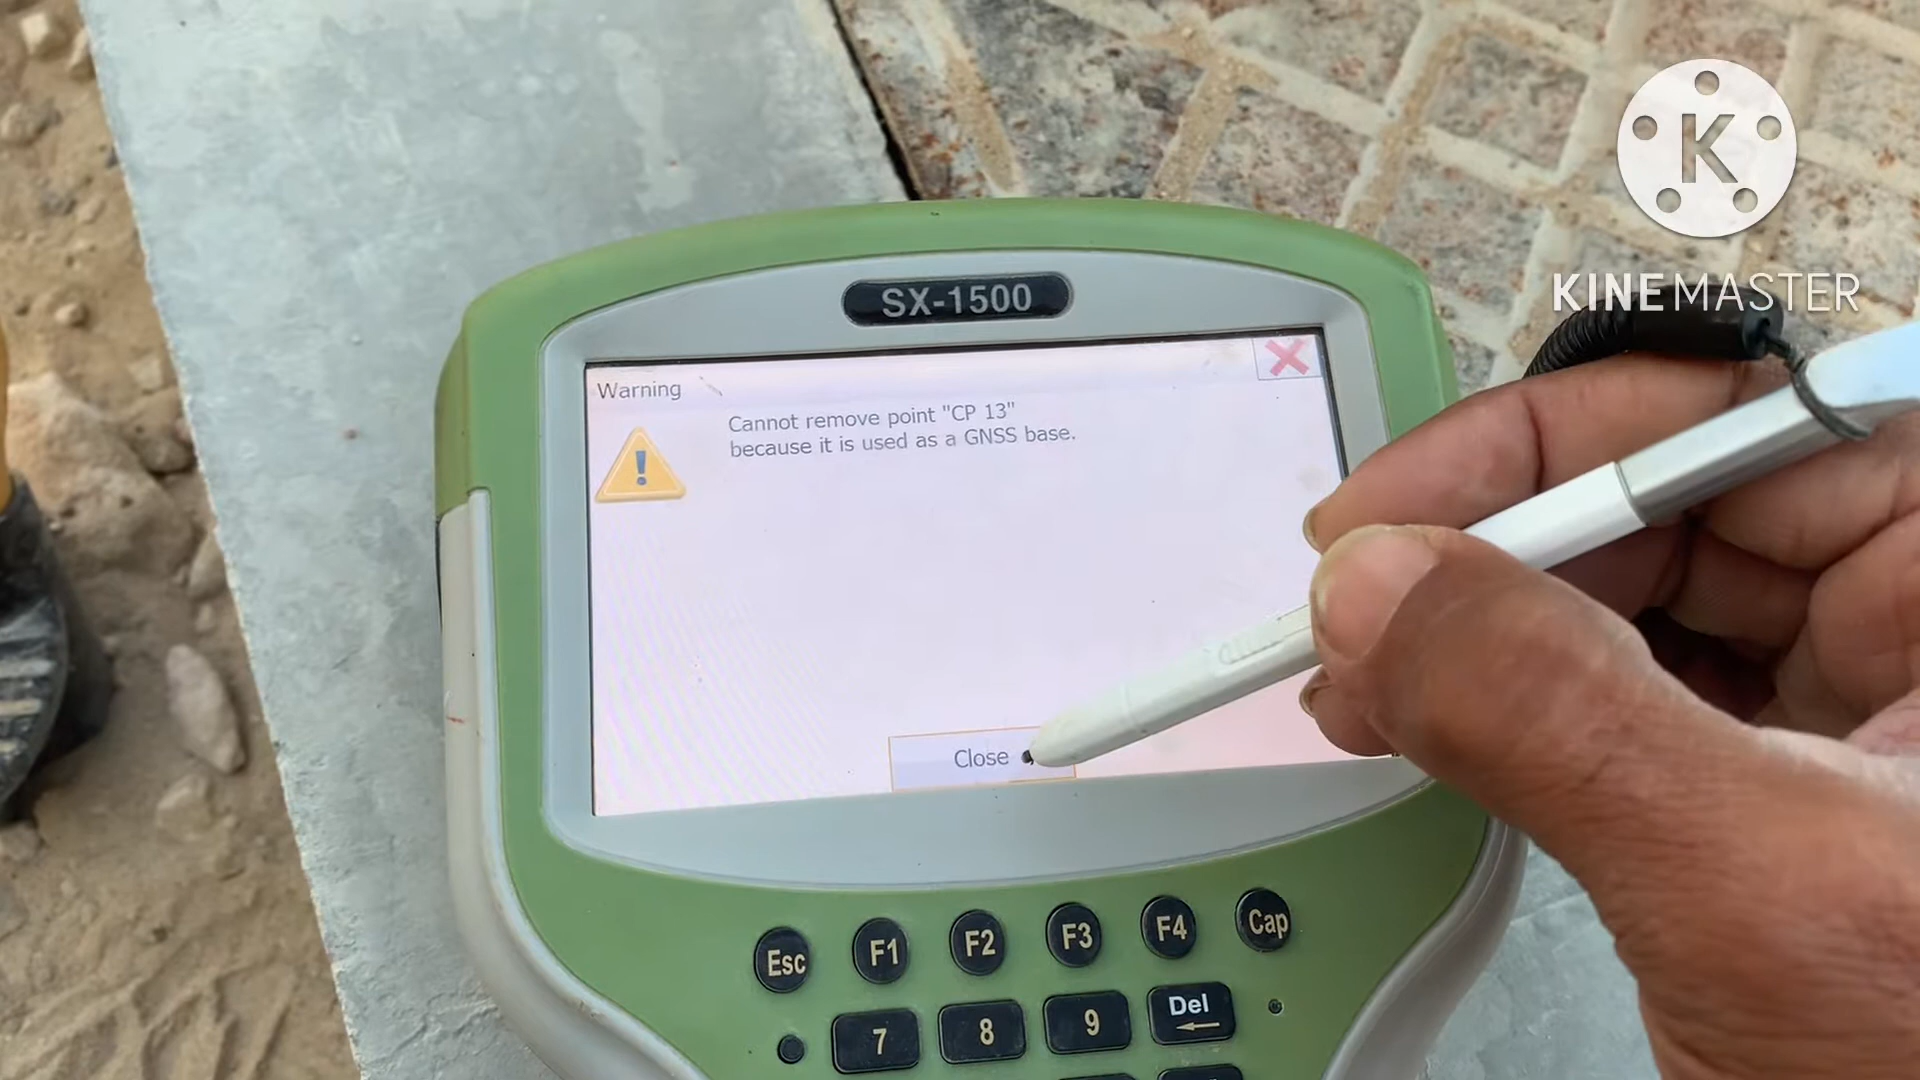 K
KINEMASTER
SX-1500
Warning
Cannot remove point "CP 13"
because it is used as a GNSS base.
Close
Esc
F1
F2
F3
F4
Cap
7
8
9
Del